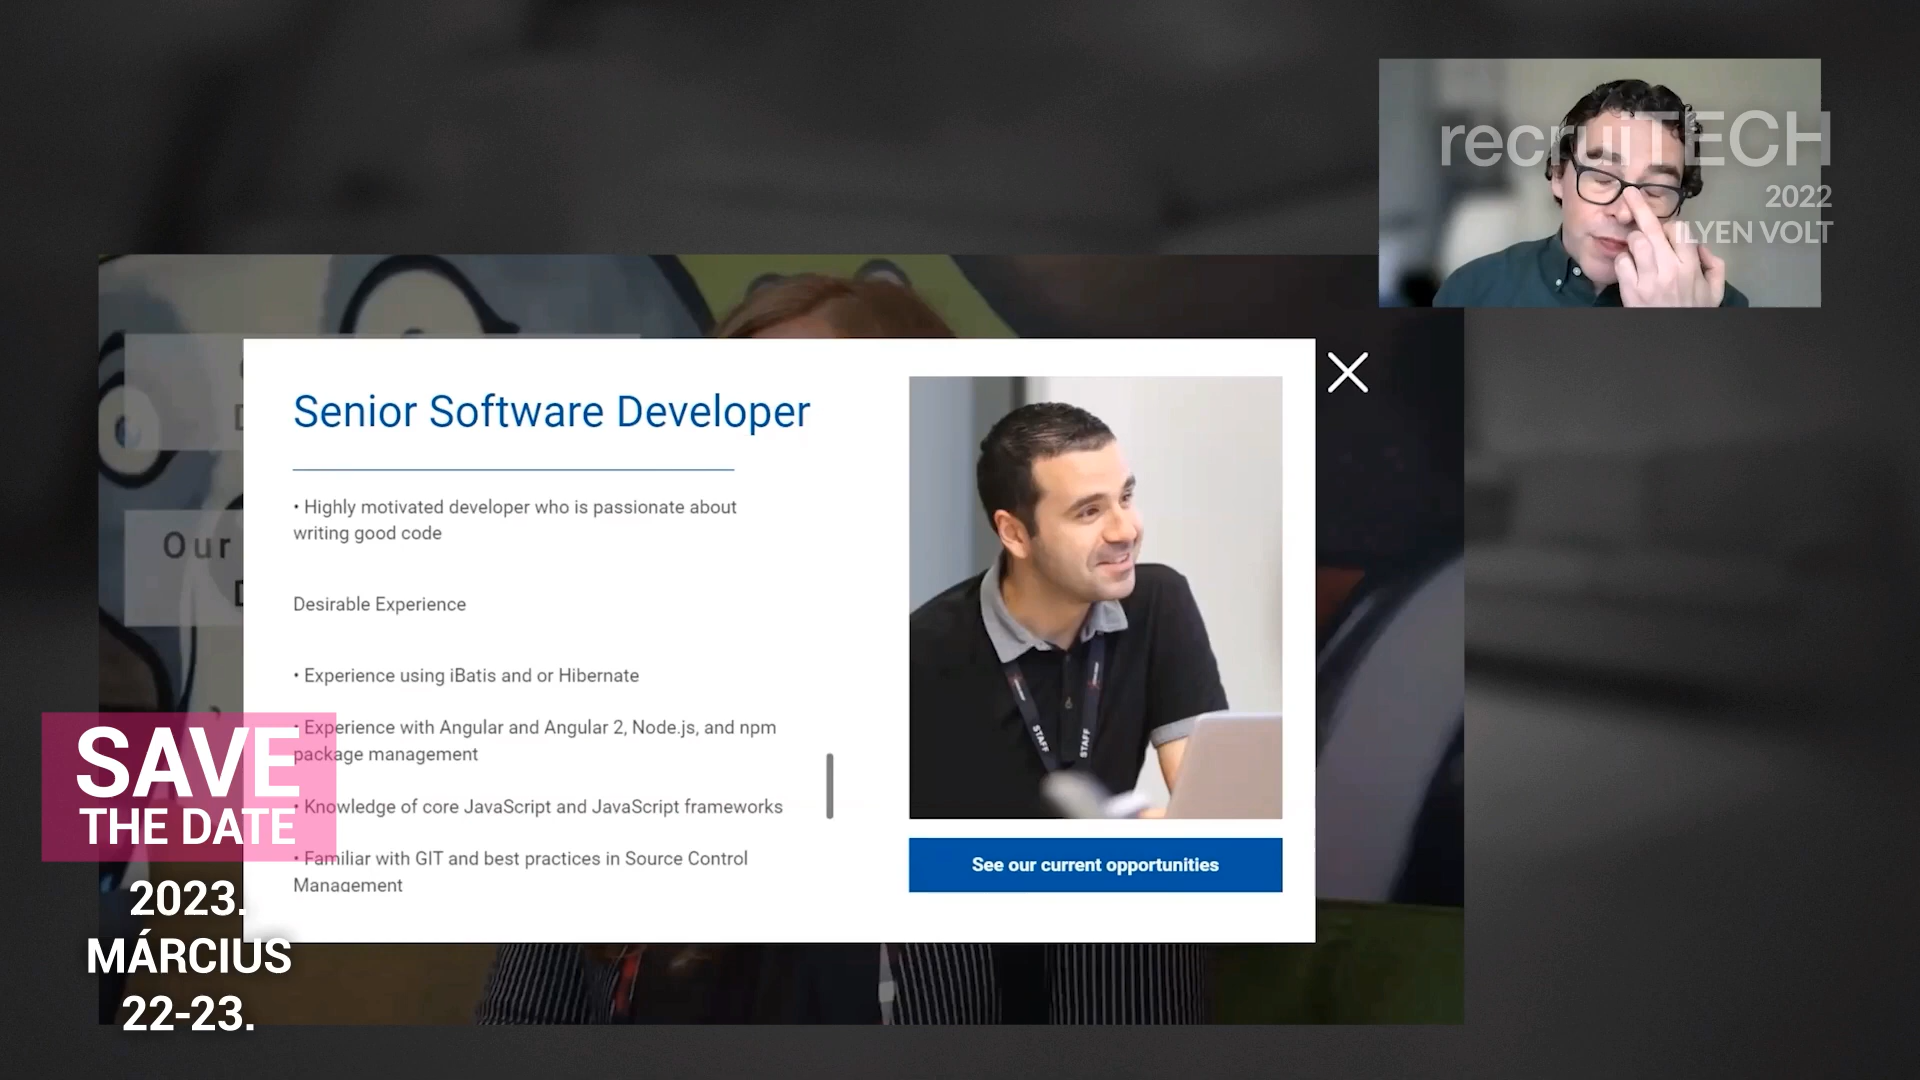 recruiTECH
2022
ILYEN VOLT
Senior Software Developer
• Highly motivated developer who is passionate about
writing good code
Desirable Experience
• Experience using iBatis and or Hibernate
• Experience with Angular and Angular 2, Node.js, and npm
package management
• Knowledge of core JavaScript and JavaScript frameworks
• Familiar with GIT and best practices in Source Control
Management
See our current opportunities
STAFF
STAFF
Our
SAVE
THE DATE
2023.
MÁRCIUS
22-23.